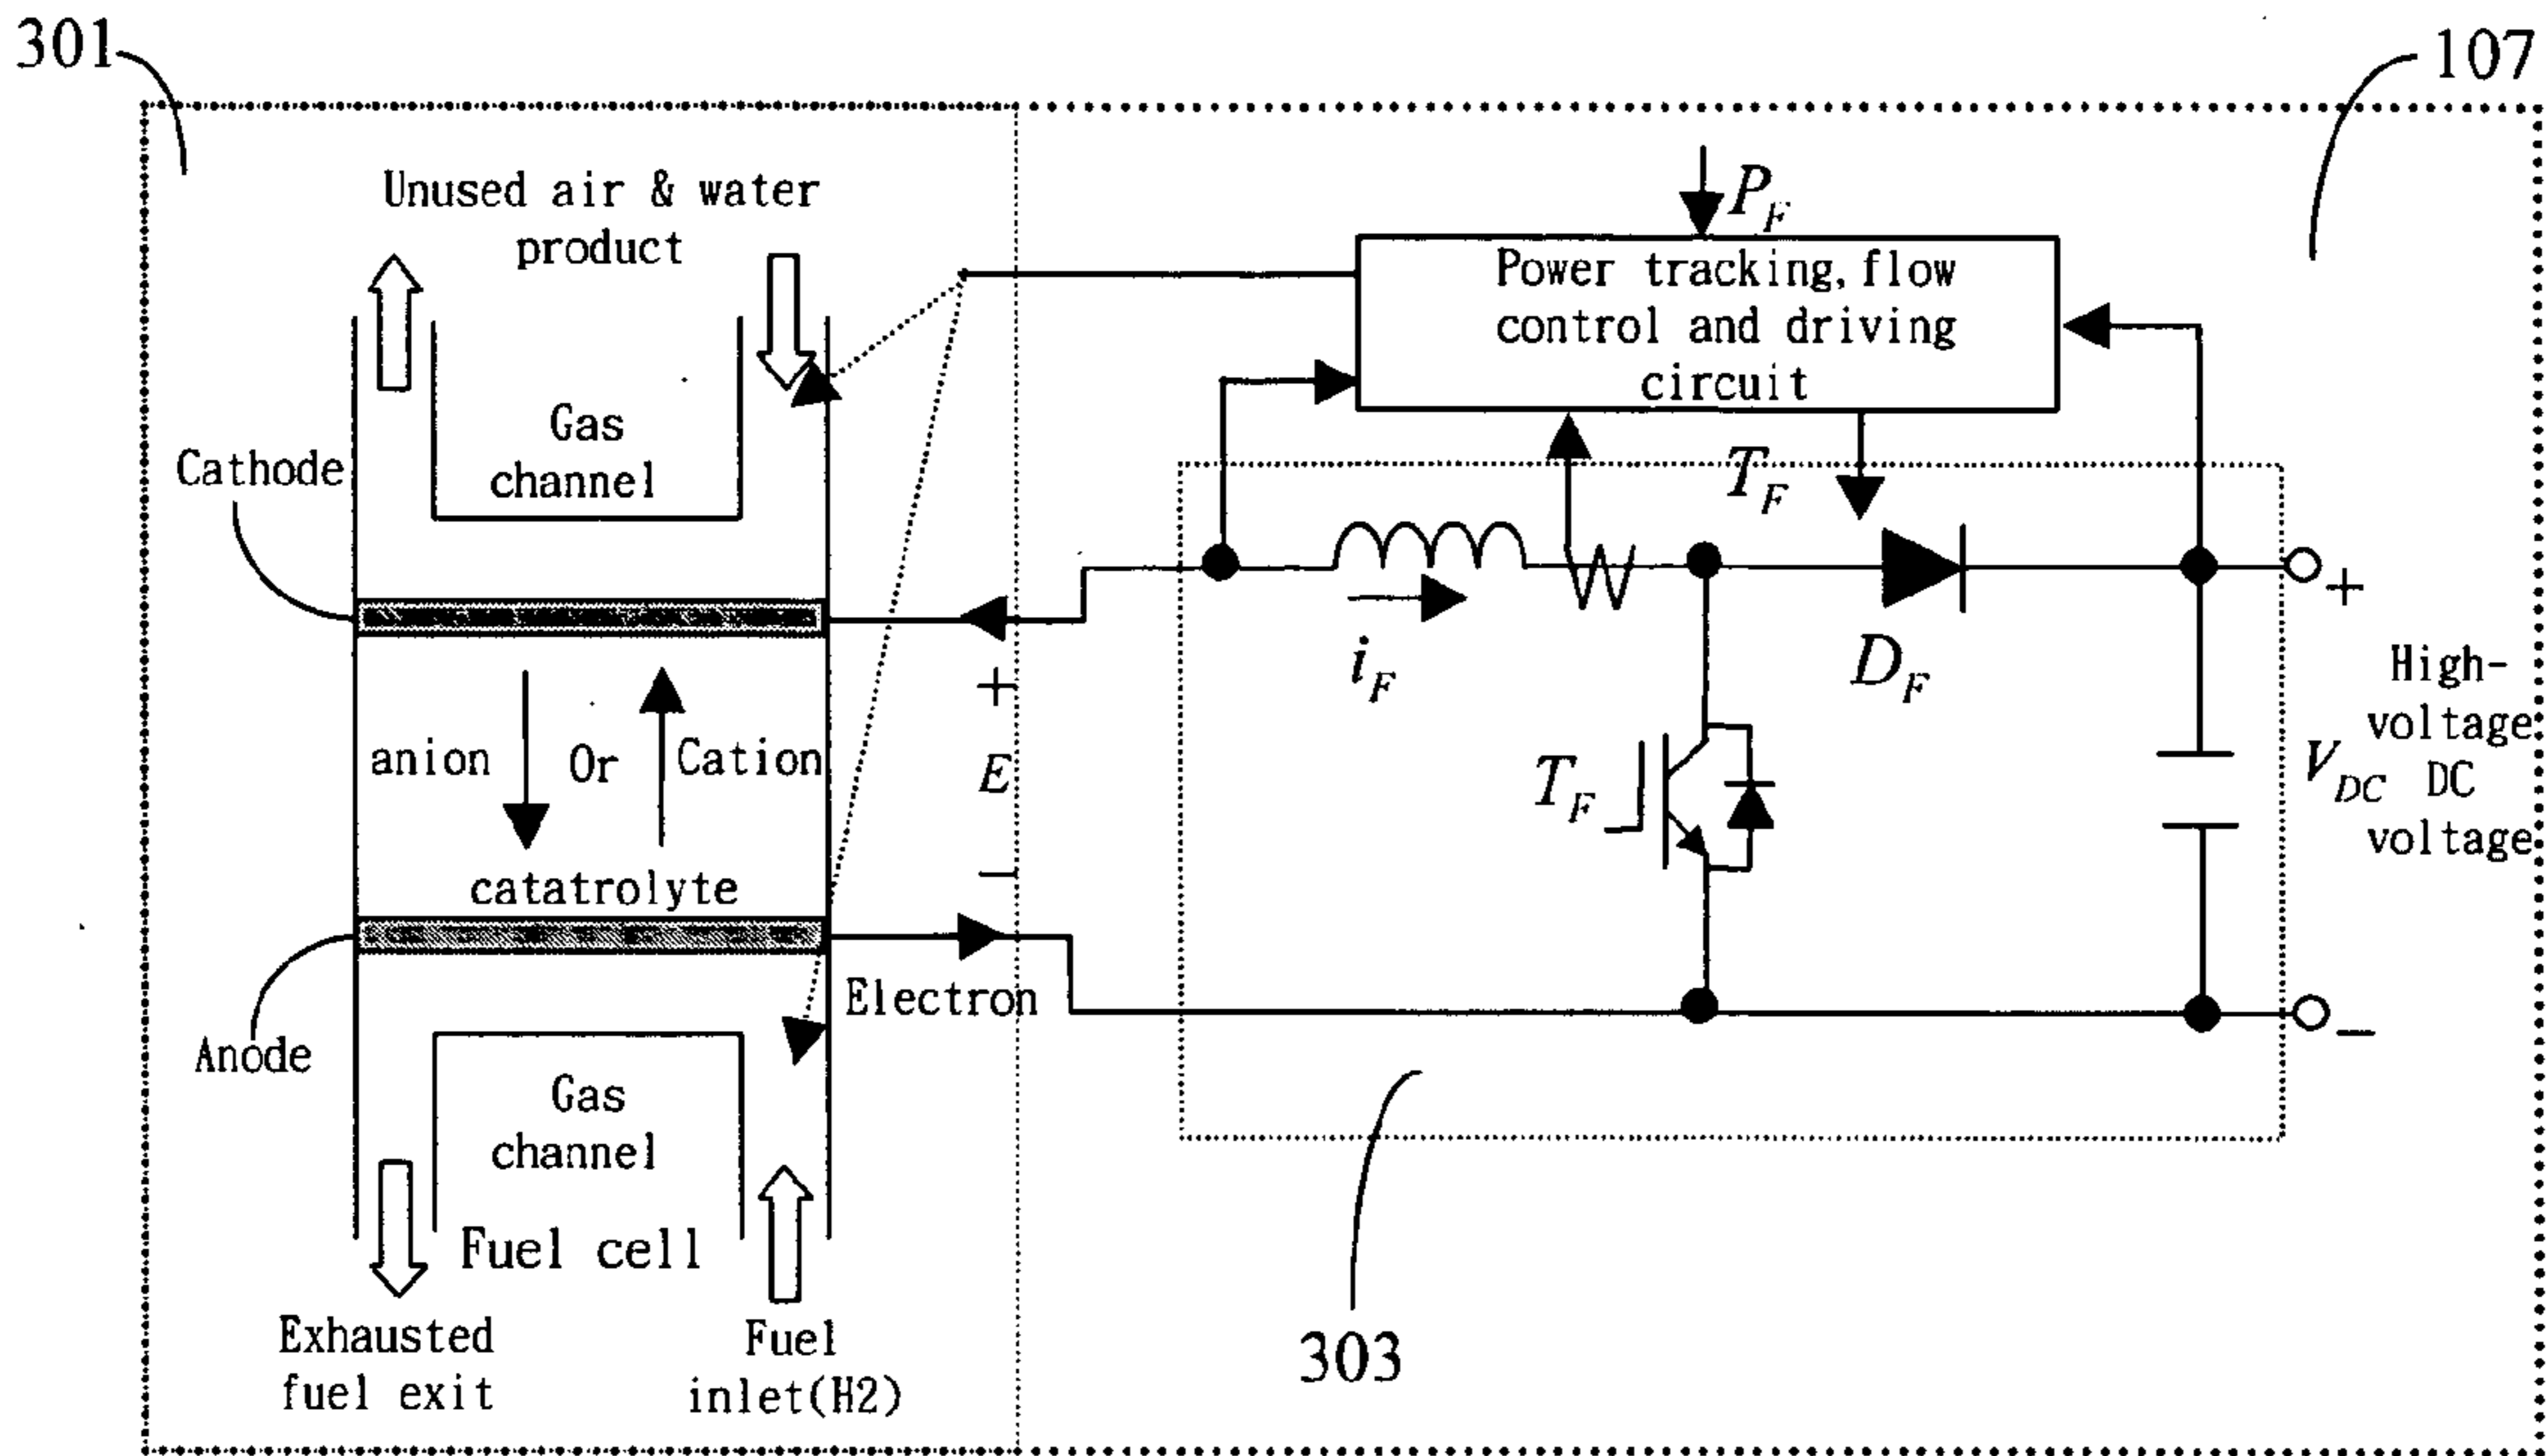 301
107
Unused air & water
product
P_F
Power tracking, flow
control and driving
circuit
Gas
channel
Cathode
T_F
i_F
D_F
+
+
High-
voltage
V_DC DC
voltage
anion Or Cation
E
T_F
catatrolyte
−
Electron
−
Anode
Gas
channel
Fuel cell
303
Exhausted
fuel exit
Fuel
inlet(H2)